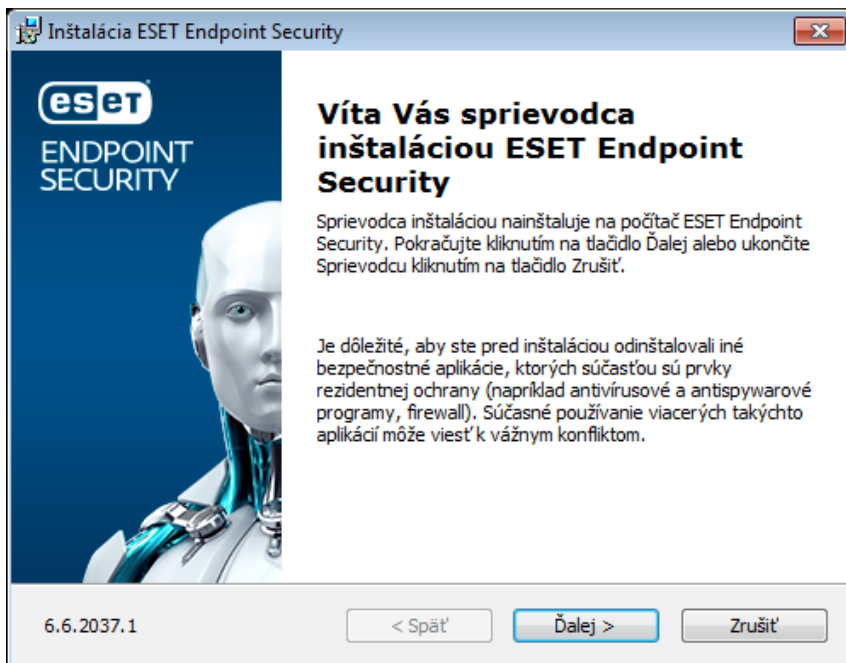 Inštalácia ESET Endpoint Security
eset
ENDPOINT
SECURITY
Víta Vás sprievodca
inštaláciou ESET Endpoint
Security
Sprievodca inštaláciou nainštaluje na počítač ESET Endpoint
Security. Pokračujte kliknutím na tlačidlo Ďalej alebo ukončite
Sprievodcu kliknutím na tlačidlo Zrušiť.
Je dôležité, aby ste pred inštaláciou odinštalovali iné
bezpečnostné aplikácie, ktorých súčasťou sú prvky
rezidentnej ochrany (napríklad antivírusové a antispywarové
programy, firewall). Súčasné používanie viacerých takýchto
aplikácií môže viesť k vážnym konfliktom.
6.6.2037.1
< Späť
Ďalej >
Zrušiť